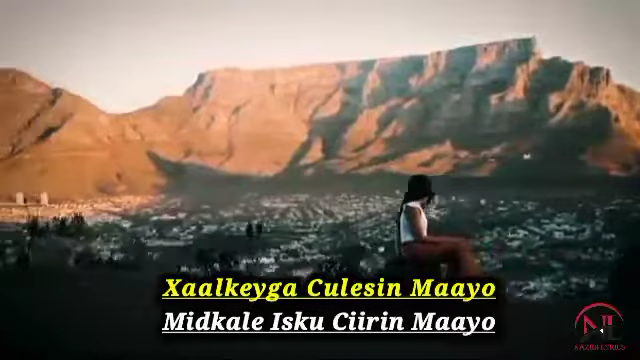 Xaalkeyga Culesin Maayo
Midkale Isku Ciirin Maayo